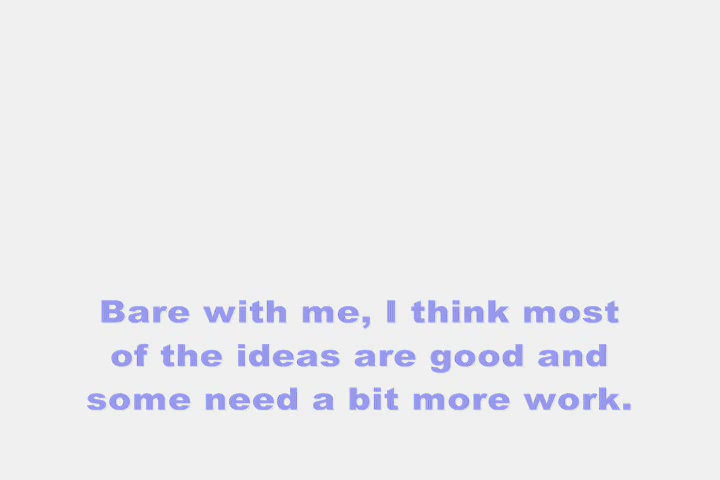 Bare with me, I think most
of the ideas are good and
some need a bit more work.